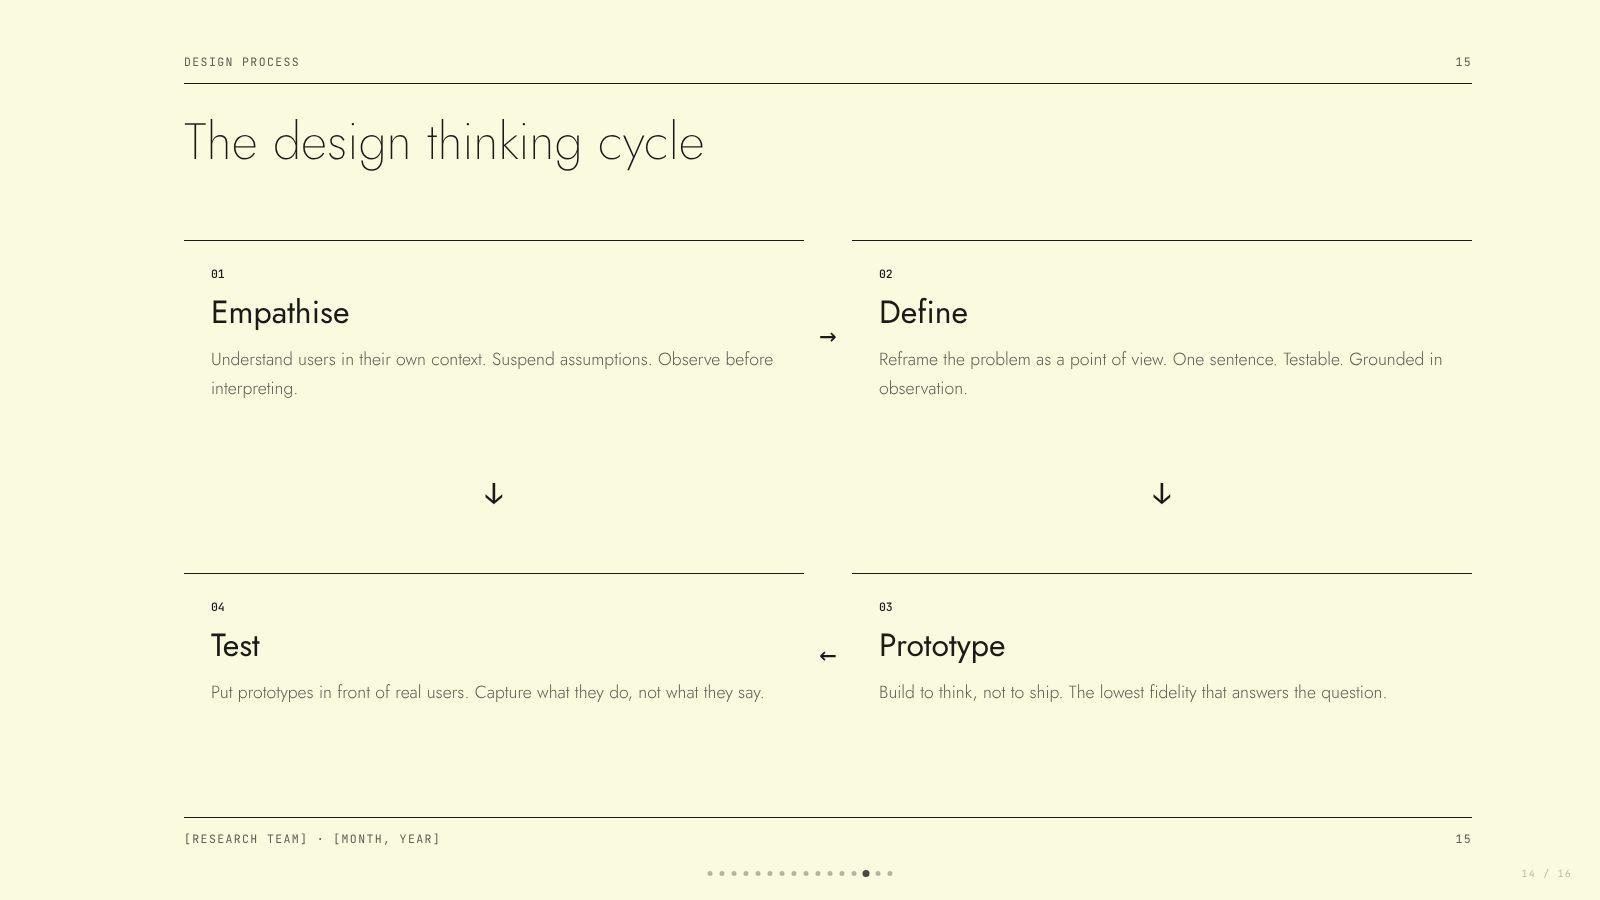 DESIGN PROCESS
15
The design thinking cycle
01
Empathise
Understand users in their own context. Suspend assumptions. Observe before
interpreting.
→
02
Define
Reframe the problem as a point of view. One sentence. Testable. Grounded in
observation.
↓
↓
04
Test
Put prototypes in front of real users. Capture what they do, not what they say.
←
03
Prototype
Build to think, not to ship. The lowest fidelity that answers the question.
[RESEARCH TEAM] · [MONTH, YEAR]
15
14 / 16